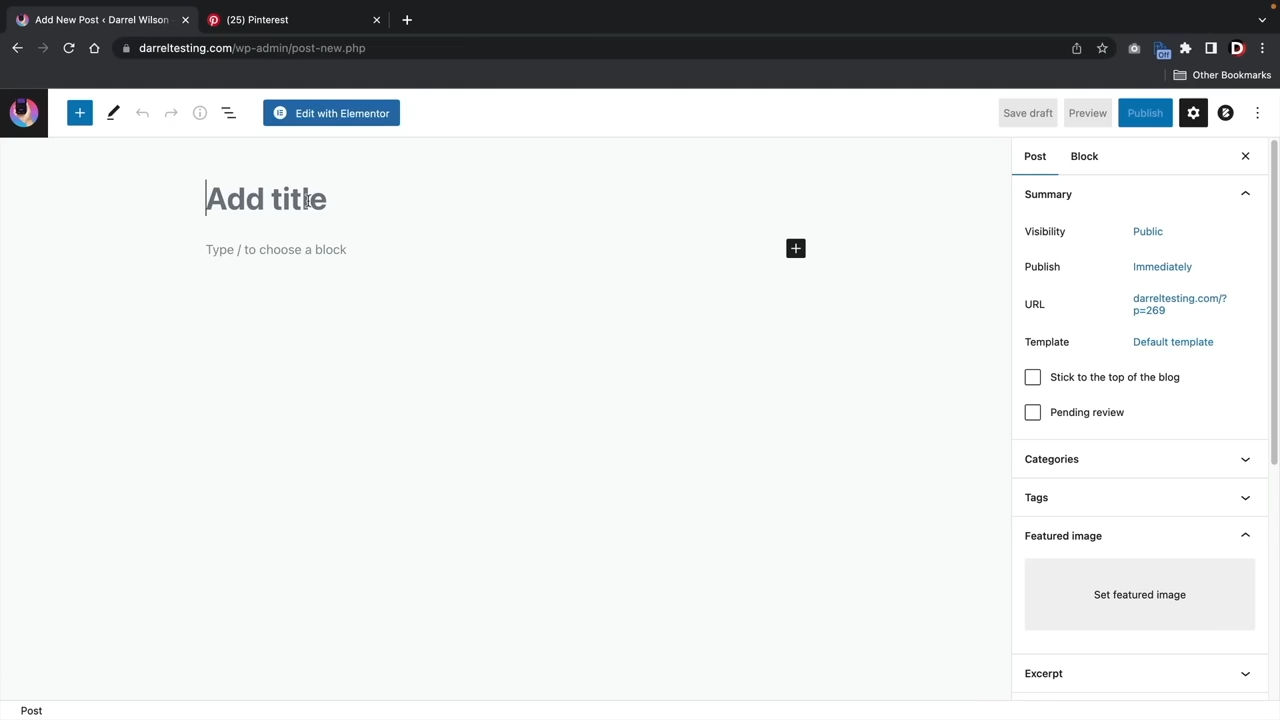 Add New Post ‹ Darrel Wilson
(25) Pinterest
darreltesting.com/wp-admin/post-new.php
Off
D
Other Bookmarks
Edit with Elementor
Save draft
Preview
Publish
Add title
Type / to choose a block
Post
Block
Summary
Visibility
Public
Publish
Immediately
URL
darreltesting.com/?
p=269
Template
Default template
Stick to the top of the blog
Pending review
Categories
Tags
Featured image
Set featured image
Excerpt
Post